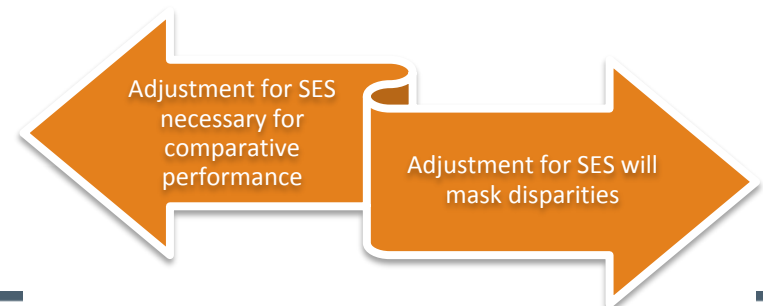 Adjustment for SES
necessary for
comparative
performance
Adjustment for SES will
mask disparities